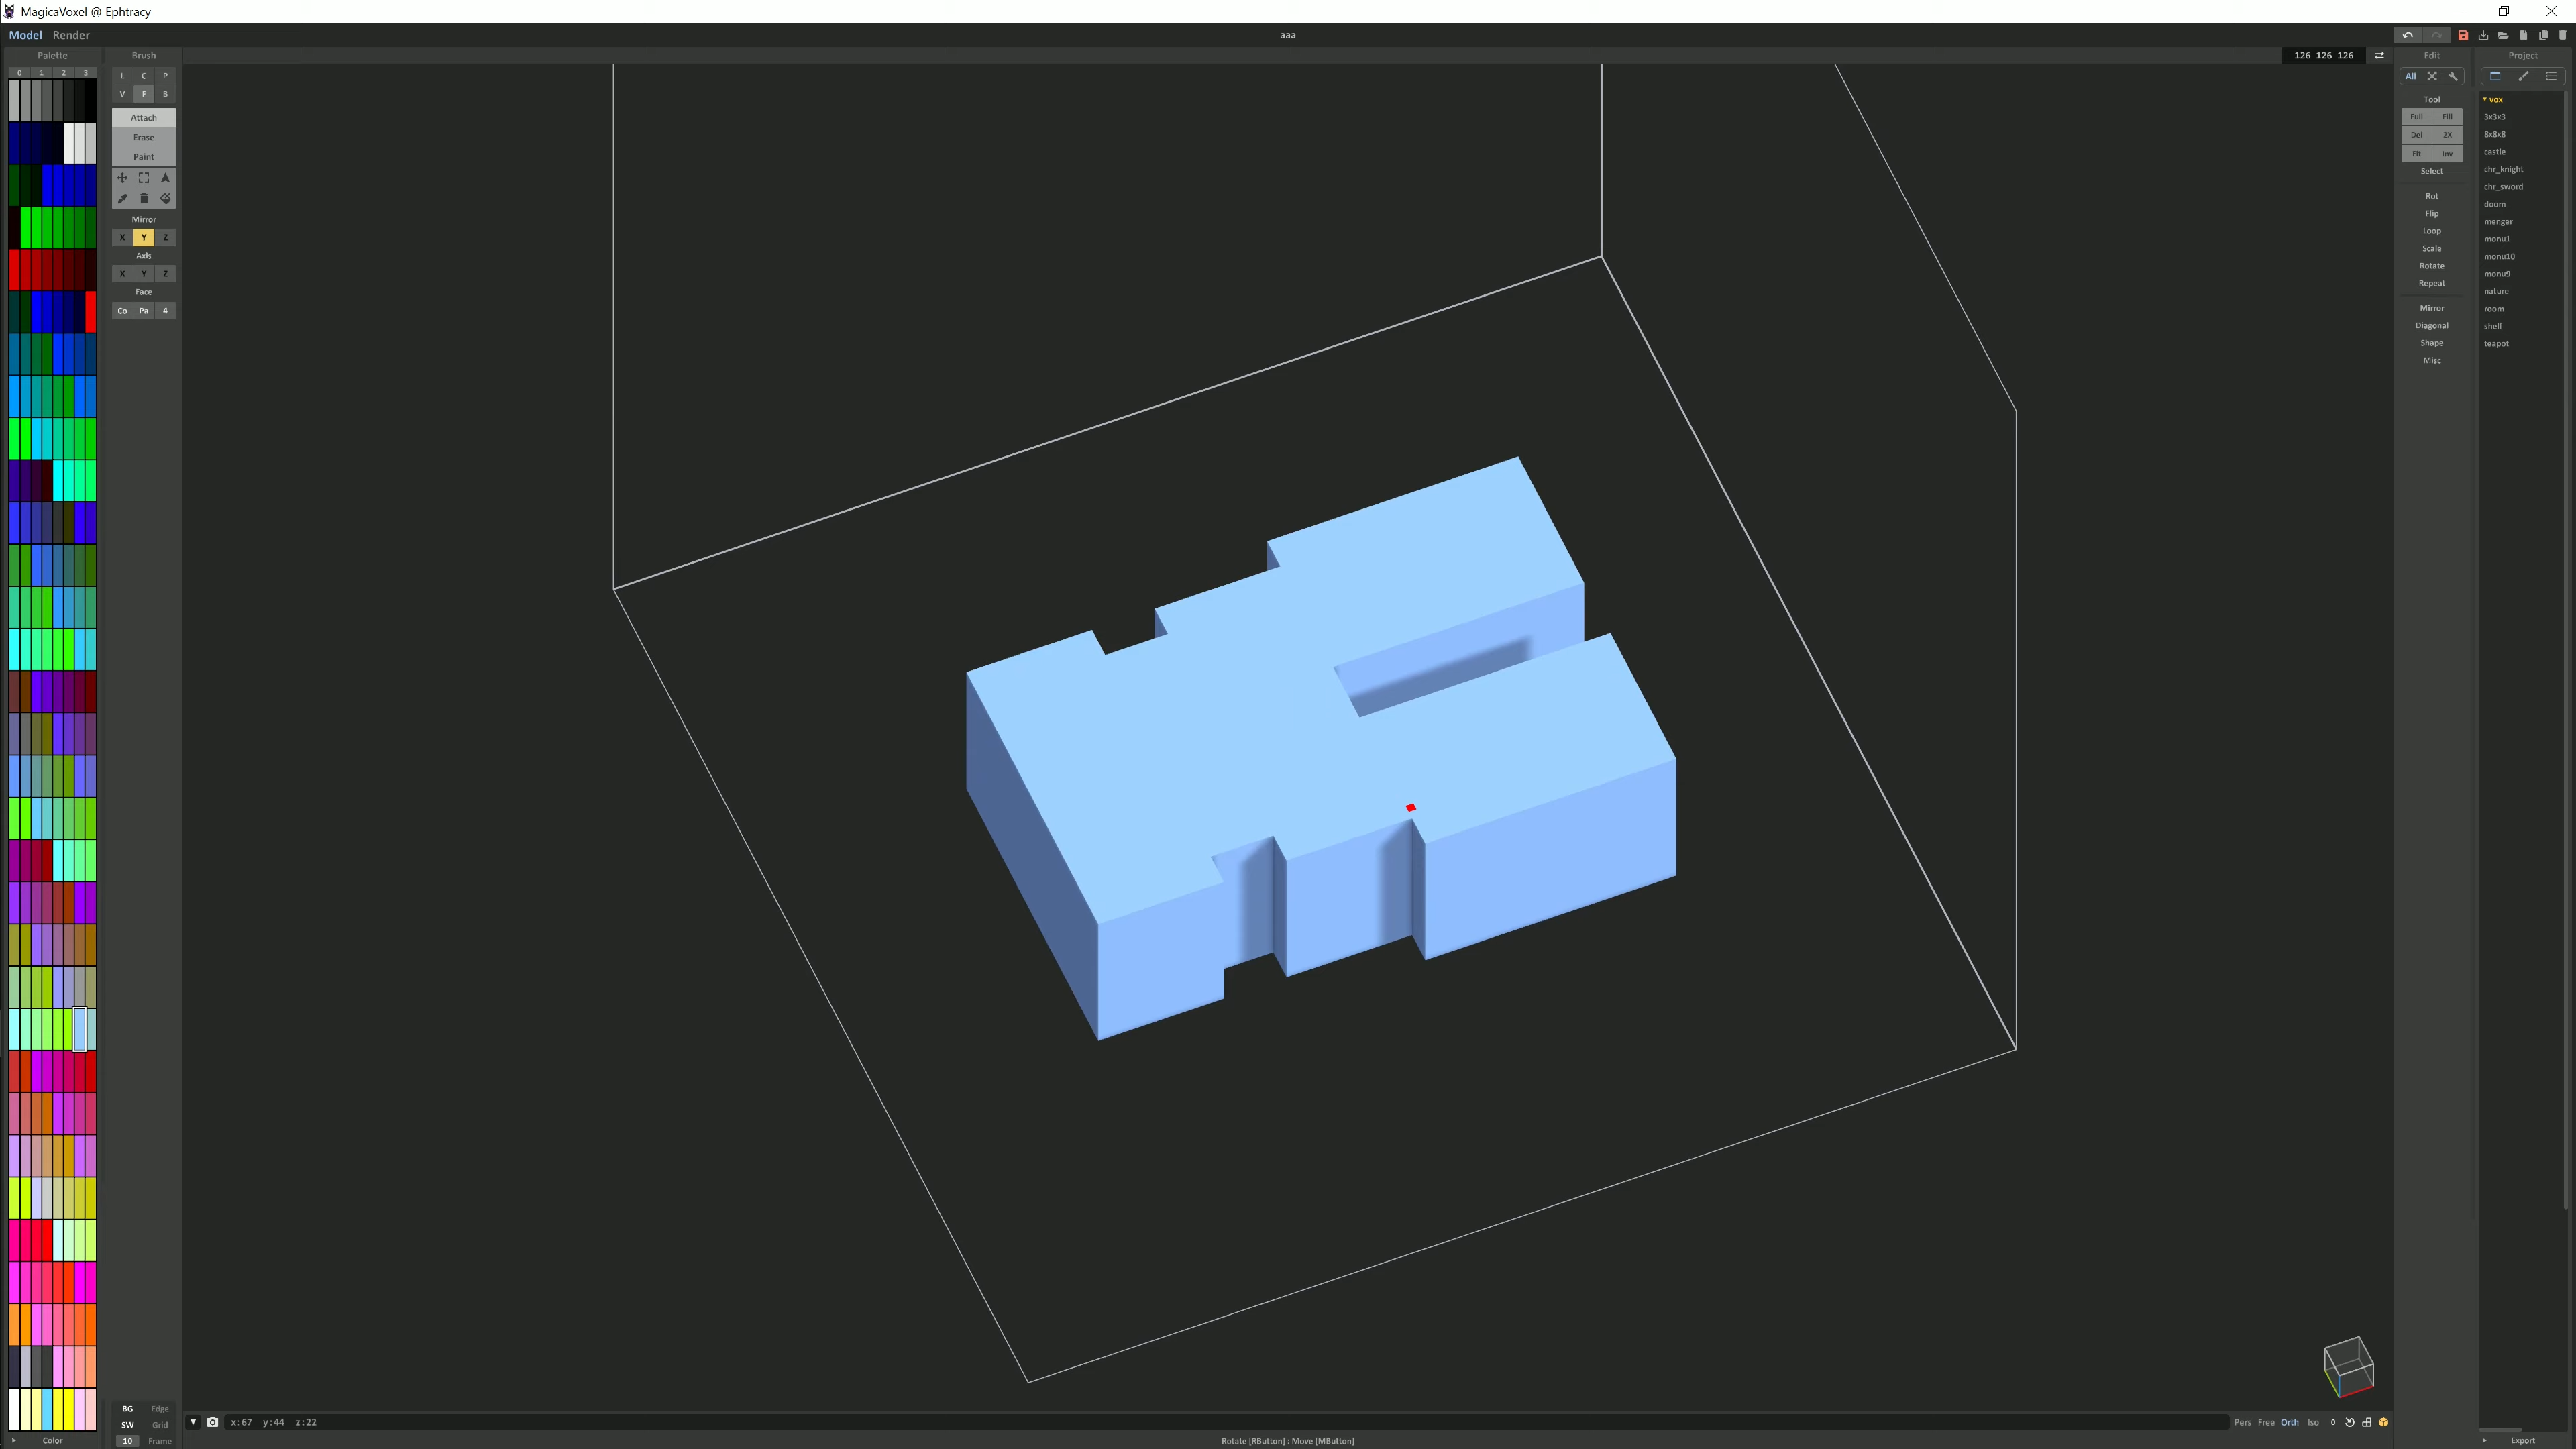 MagicaVoxel @ Ephtracy
Model Render
aaa
Palette
Brush
126 126 126
Edit
Project
0 1 2 3
L C P
V F B
Attach
Erase
Paint
Mirror
X Y Z
Axis
X Y Z
Face
Co Pa 4
All
Tool
Full Fill
Del 2X
Fit Inv
Select
Rot
Flip
Loop
Scale
Rotate
Repeat
Mirror
Diagonal
Shape
Misc
vox
3x3x3
8x8x8
castle
chr_knight
chr_sword
doom
menger
monu1
monu10
monu9
nature
room
shelf
teapot
BG Edge
SW Grid
10 Frame
Color
x:67 y:44 z:22
Pers Free Orth Iso 0
Rotate [RButton] : Move [MButton]
Export